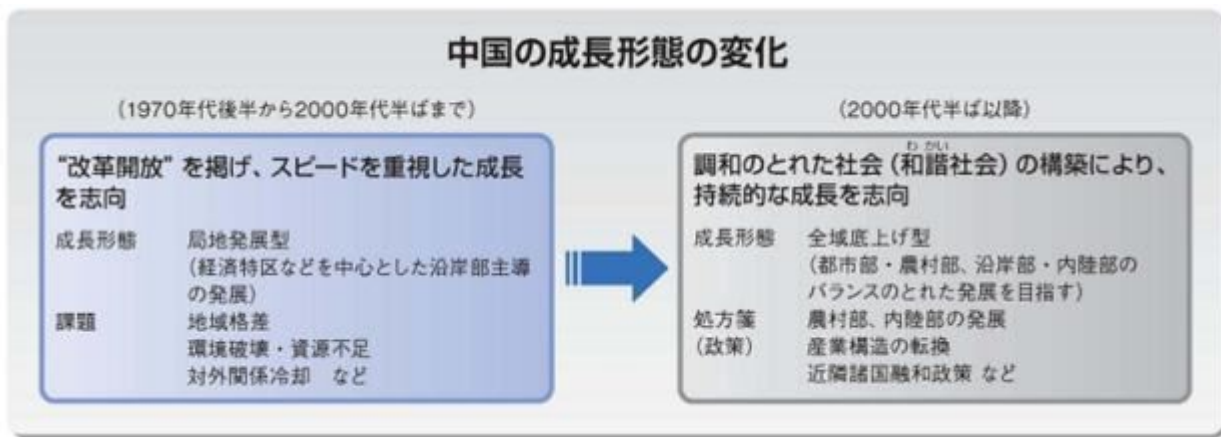 中国の成長形態の変化
（1970年代後半から2000年代半ばまで）
“改革開放”を掲げ、スピードを重視した成長
を志向
成長形態 局地発展型
（経済特区などを中心とした沿岸部主導
の発展）
課題 地域格差
環境破壊・資源不足
対外関係冷却 など
（2000年代半ば以降）
わ かい
調和のとれた社会（和諧社会）の構築により、
持続的な成長を志向
成長形態 全域底上げ型
（都市部・農村部、沿岸部・内陸部の
バランスのとれた発展を目指す）
処方箋 農村部、内陸部の発展
（政策） 産業構造の転換
近隣諸国融和政策 など